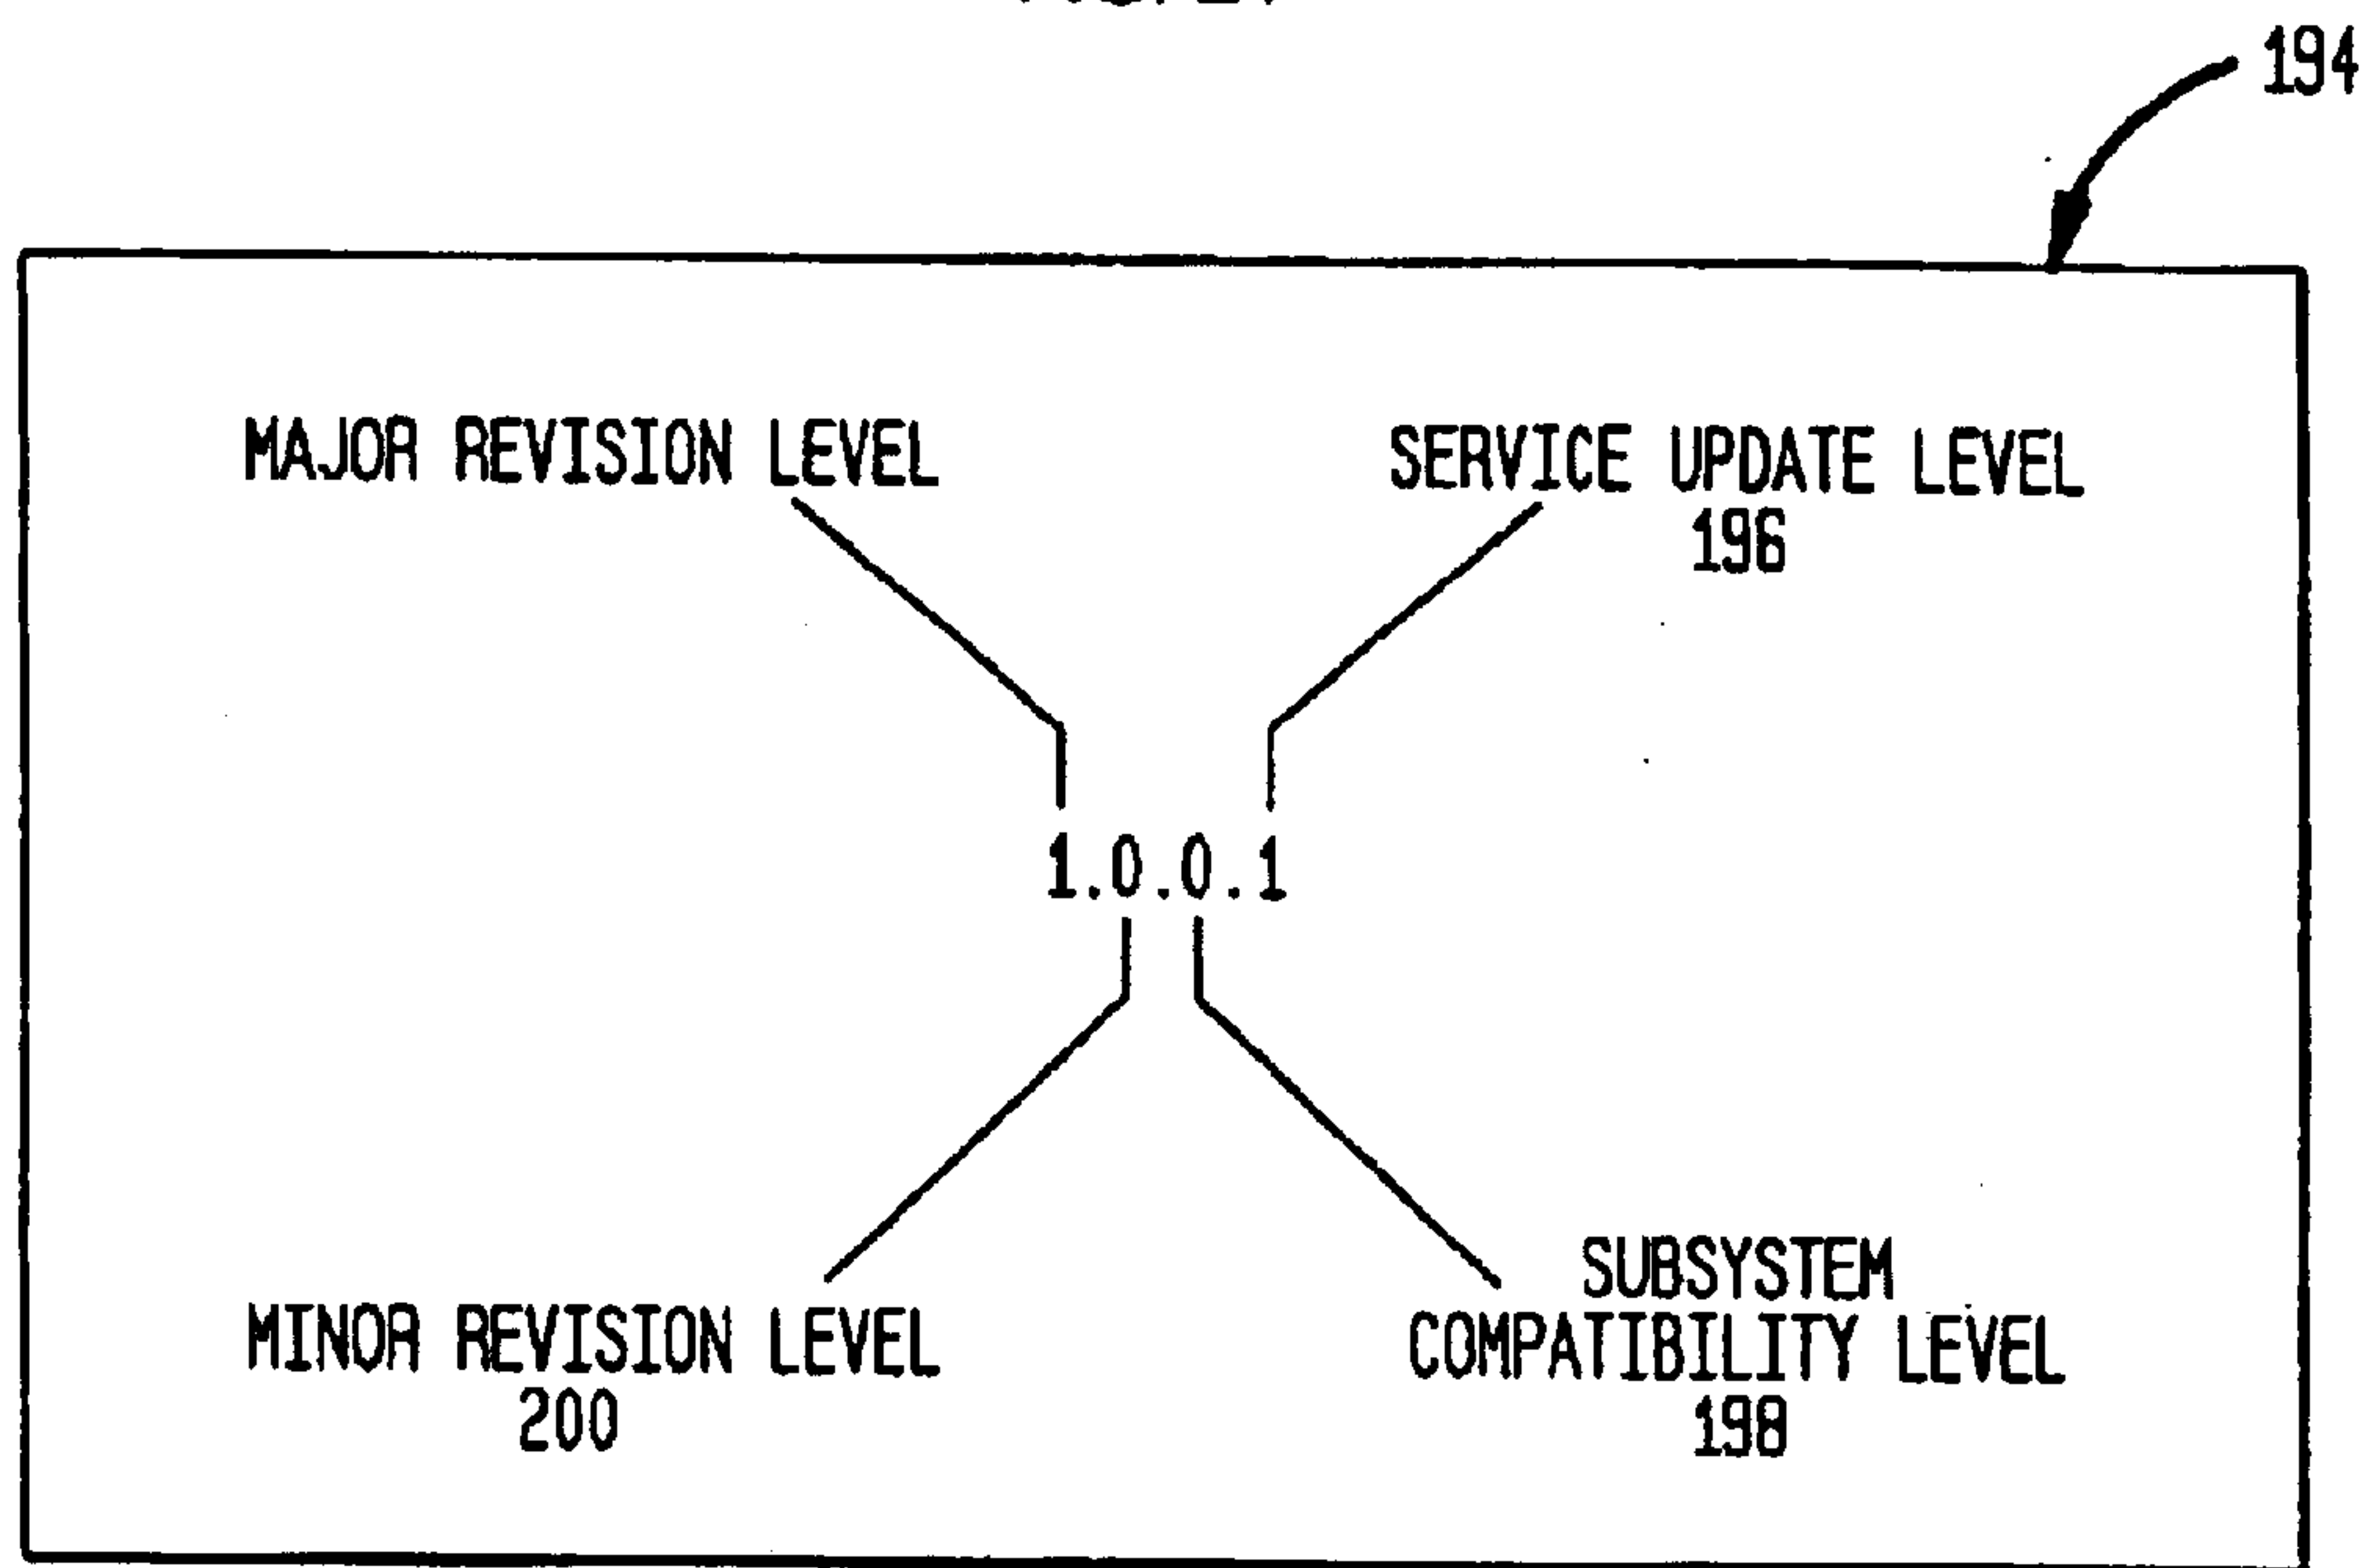 194
MAJOR REVISION LEVEL
SERVICE UPDATE LEVEL
196
1.0.0.1
MINOR REVISION LEVEL
200
SUBSYSTEM
COMPATIBILITY LEVEL
198